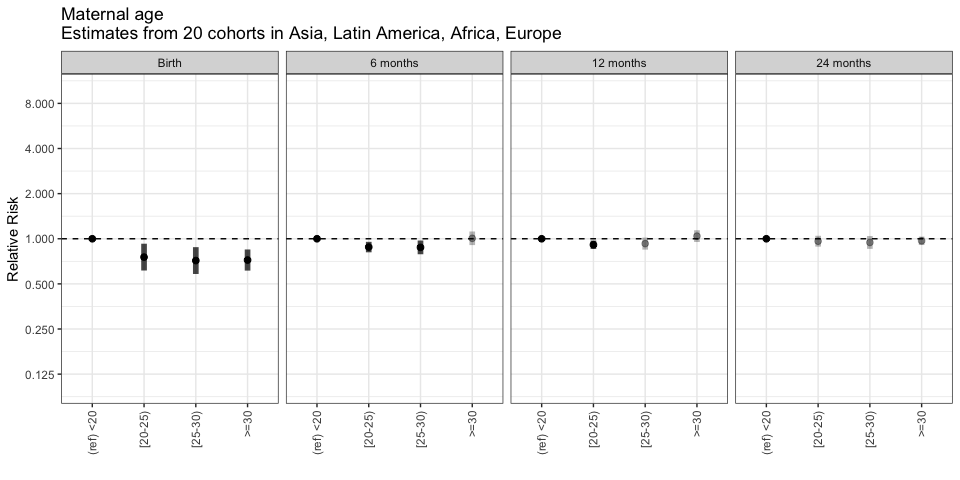 Maternal age
Estimates from 20 cohorts in Asia, Latin America, Africa, Europe
Birth
6 months
12 months
24 months
Relative Risk
8.000
4.000
2.000
1.000
0.500
0.250
0.125
(ref) <20
[20-25)
[25-30)
>=30
(ref) <20
[20-25)
[25-30)
>=30
(ref) <20
[20-25)
[25-30)
>=30
(ref) <20
[20-25)
[25-30)
>=30